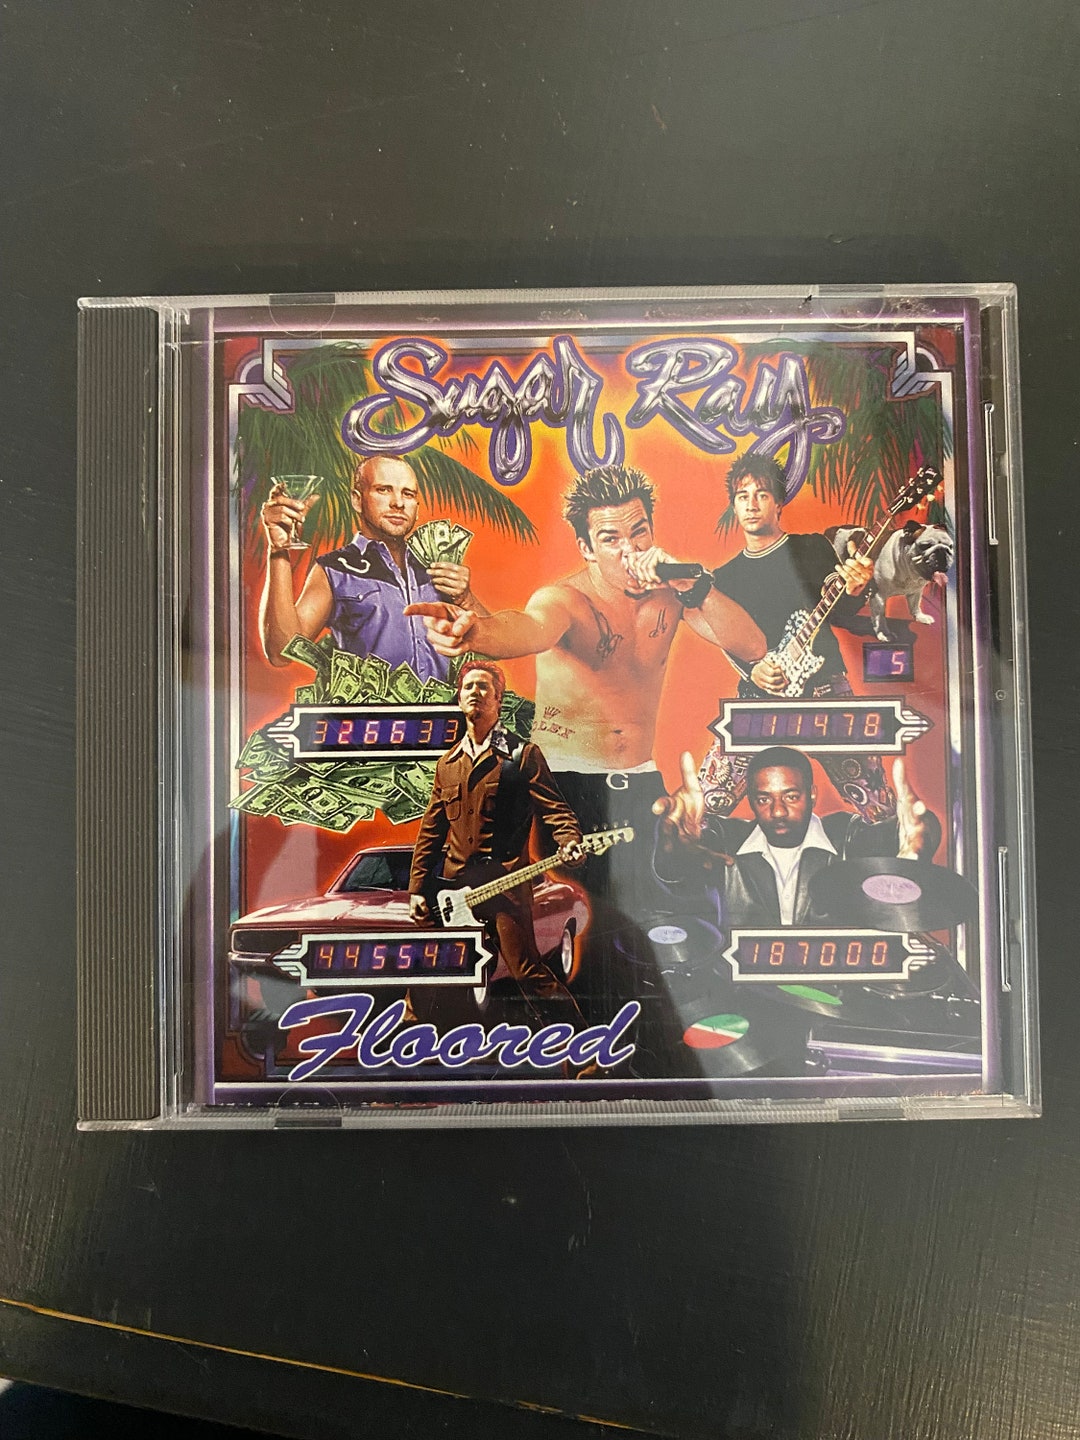 Sugar Ray
5
326633
11478
G
445547
187000
Floored